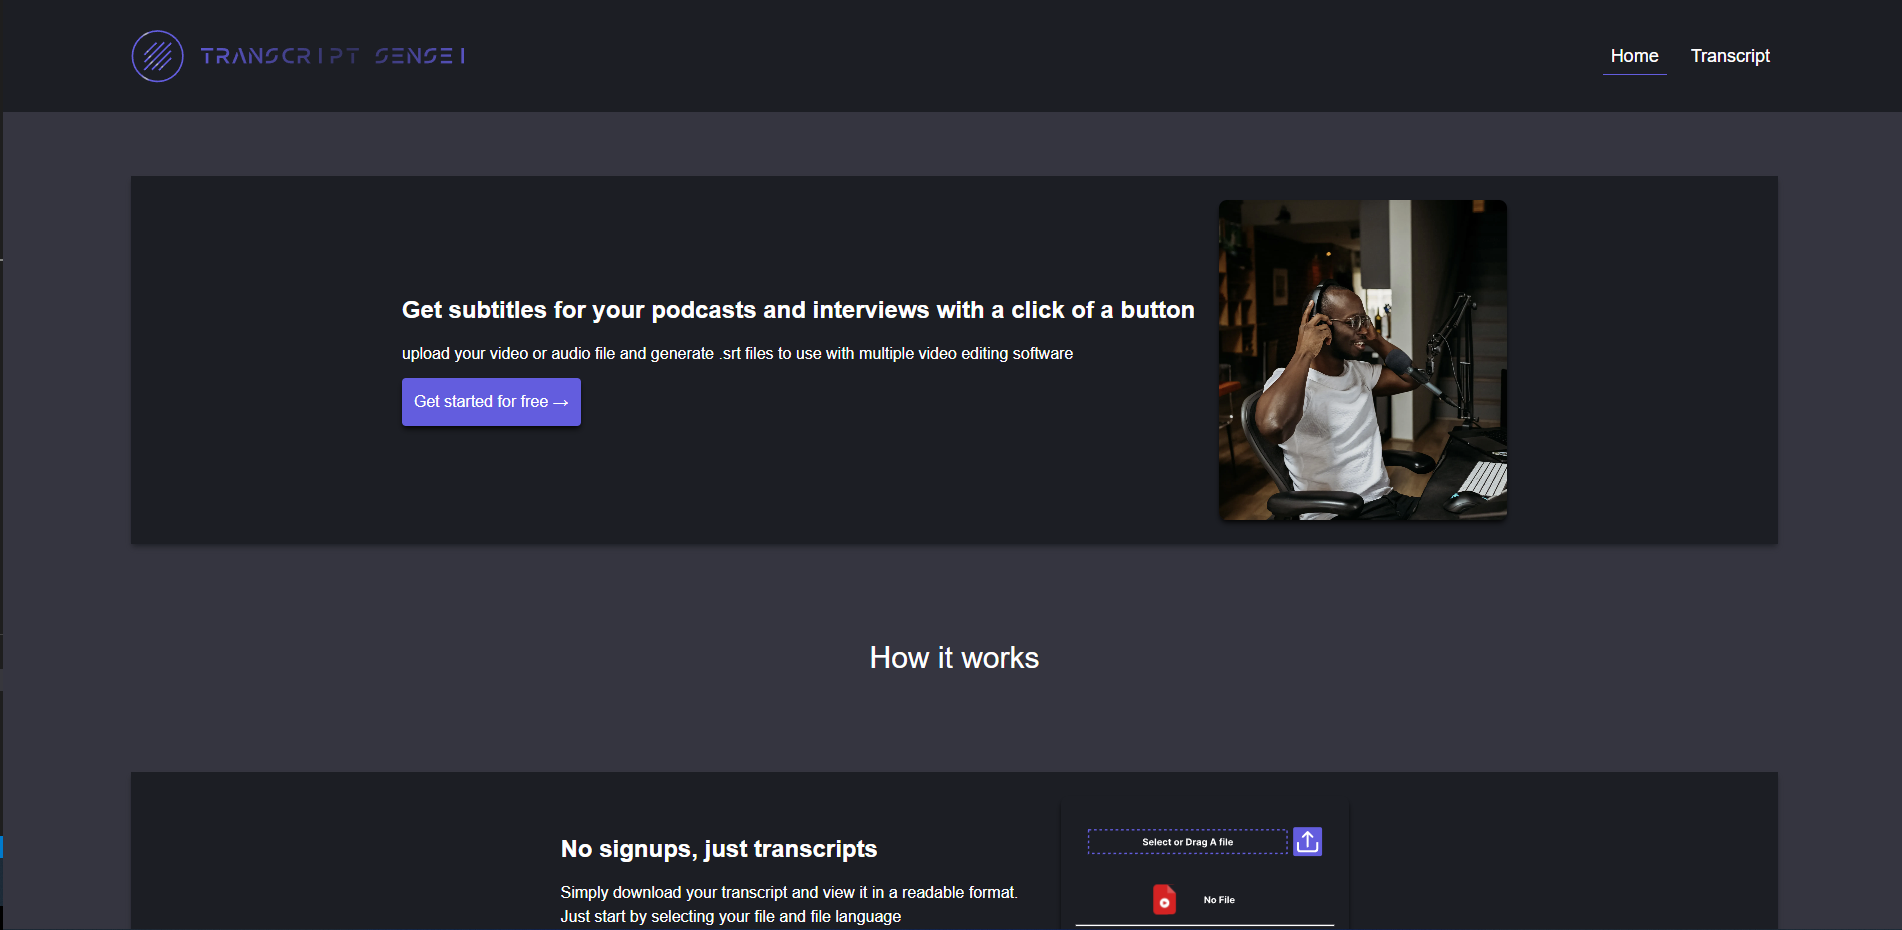 TRANSCRIPT SENSEI
Home
Transcript
Get subtitles for your podcasts and interviews with a click of a button
upload your video or audio file and generate .srt files to use with multiple video editing software
Get started for free →
How it works
No signups, just transcripts
Simply download your transcript and view it in a readable format.
Just start by selecting your file and file language
Select or Drag A file
No File